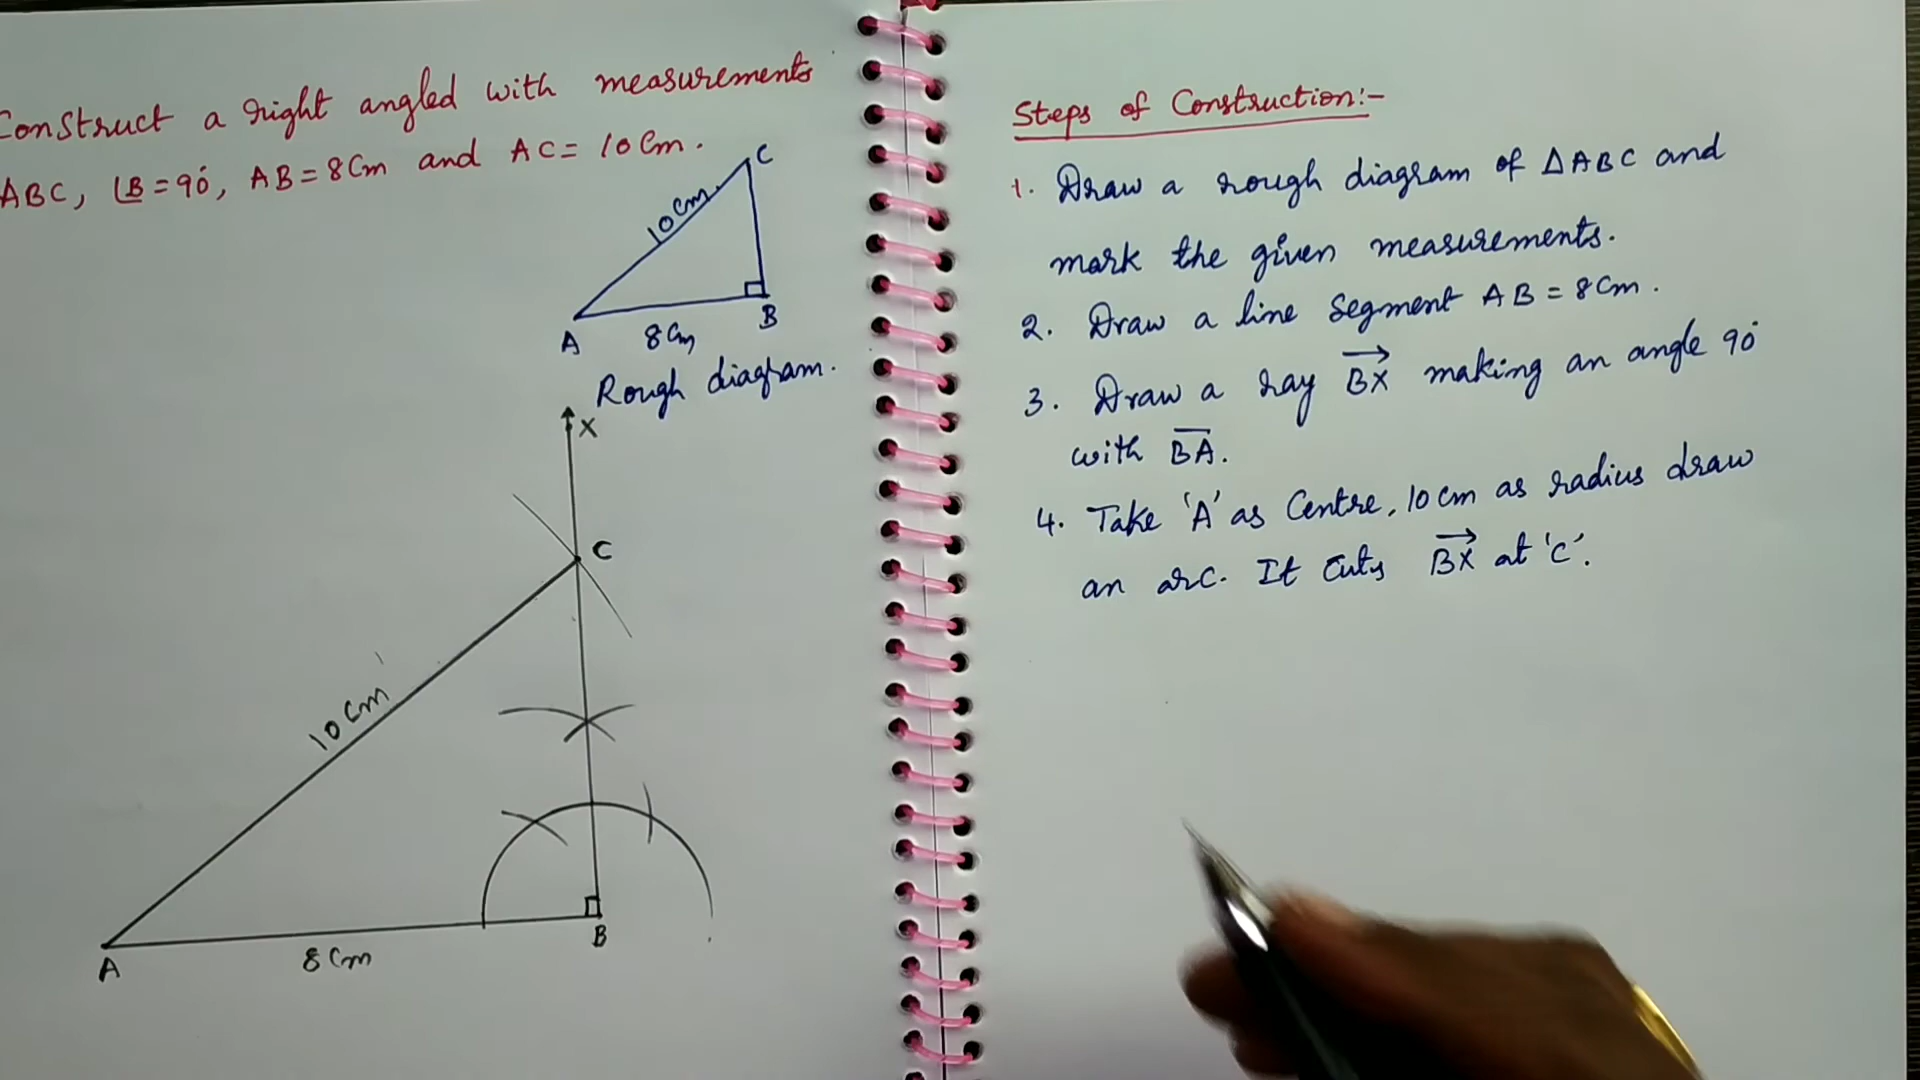 Construct a right angled with measurements
ABC, ∠B = 90°, AB = 8 Cm and AC = 10 Cm.
C
10 Cm
A
8 Cm
B
Rough diagram.
X
C
10 Cm
A
8 Cm
B
Steps of Construction:-
1. Draw a rough diagram of ΔABC and
mark the given measurements.
2. Draw a line segment AB = 8 Cm.
3. Draw a ray BX making an angle 90°
with BA.
4. Take 'A' as Centre, 10 cm as radius draw
an arc. It Cuts BX at 'C'.